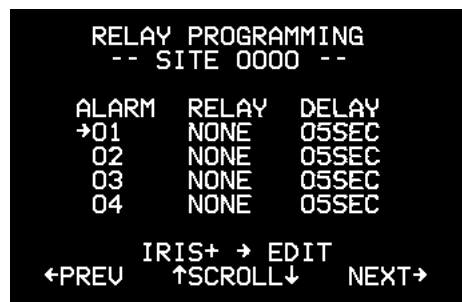 RELAY PROGRAMMING
-- SITE 0000 --
ALARM RELAY DELAY
→01 NONE 05SEC
02 NONE 05SEC
03 NONE 05SEC
04 NONE 05SEC
IRIS+ → EDIT
←PREV ↑SCROLL↓ NEXT→